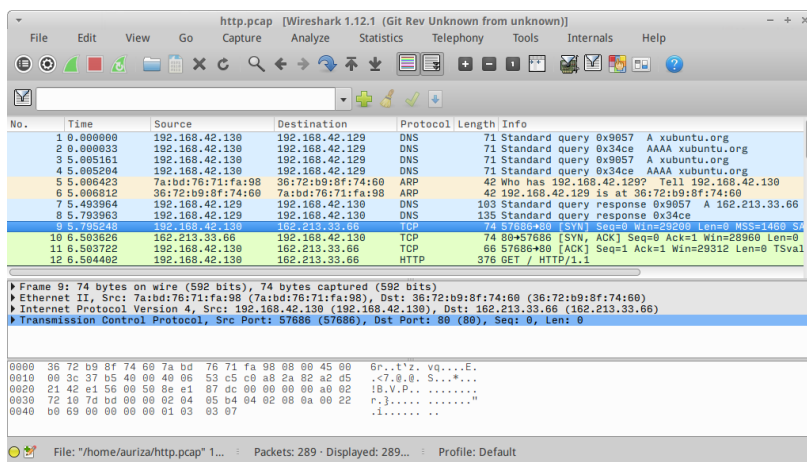 http.pcap [Wireshark 1.12.1 (Git Rev Unknown from unknown)]
File Edit View Go Capture Analyze Statistics Telephony Tools Internals Help
No. Time Source Destination Protocol Length Info
1 0.000000 192.168.42.130 192.168.42.129 DNS 71 Standard query 0x9057 A xubuntu.org
2 0.000033 192.168.42.130 192.168.42.129 DNS 71 Standard query 0x34ce AAAA xubuntu.org
3 5.005161 192.168.42.130 192.168.42.129 DNS 71 Standard query 0x9057 A xubuntu.org
4 5.005204 192.168.42.130 192.168.42.129 DNS 71 Standard query 0x34ce AAAA xubuntu.org
5 5.006423 7a:bd:76:71:fa:98 36:72:b9:8f:74:60 ARP 42 Who has 192.168.42.129? Tell 192.168.42.130
6 5.006812 36:72:b9:8f:74:60 7a:bd:76:71:fa:98 ARP 42 192.168.42.129 is at 36:72:b9:8f:74:60
7 5.493964 192.168.42.129 192.168.42.130 DNS 103 Standard query response 0x9057 A 162.213.33.66
8 5.793963 192.168.42.129 192.168.42.130 DNS 135 Standard query response 0x34ce
9 5.795248 192.168.42.130 162.213.33.66 TCP 74 57686→80 [SYN] Seq=0 Win=29200 Len=0 MSS=1460 SA
10 6.503626 162.213.33.66 192.168.42.130 TCP 74 80→57686 [SYN, ACK] Seq=0 Ack=1 Win=28960 Len=0
11 6.503722 192.168.42.130 162.213.33.66 TCP 66 57686→80 [ACK] Seq=1 Ack=1 Win=29312 Len=0 TSval
12 6.504402 192.168.42.130 162.213.33.66 HTTP 376 GET / HTTP/1.1
Frame 9: 74 bytes on wire (592 bits), 74 bytes captured (592 bits)
Ethernet II, Src: 7a:bd:76:71:fa:98 (7a:bd:76:71:fa:98), Dst: 36:72:b9:8f:74:60 (36:72:b9:8f:74:60)
Internet Protocol Version 4, Src: 192.168.42.130 (192.168.42.130), Dst: 162.213.33.66 (162.213.33.66)
Transmission Control Protocol, Src Port: 57686 (57686), Dst Port: 80 (80), Seq: 0, Len: 0
0000 36 72 b9 8f 74 60 7a bd 76 71 fa 98 08 00 45 00 6r..t`z. vq....E.
0010 00 3c 37 b5 40 00 40 06 53 c5 c0 a8 2a 82 a2 d5 .<7.@.@. S...*...
0020 21 42 e1 56 00 50 8e e1 87 dc 00 00 00 00 a0 02 !B.V.P.. ........
0030 72 10 7d bd 00 00 02 04 05 b4 04 02 08 0a 00 22 r.}..... ......."
0040 b0 69 00 00 00 00 01 03 03 07 .i...... ..
File: "/home/auriza/http.pcap" 1... Packets: 289 · Displayed: 289... Profile: Default